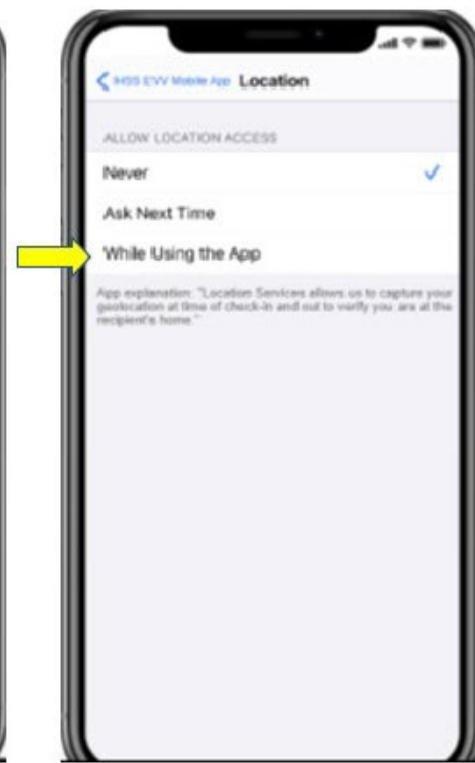 IHSS EVV Mobile App Location
ALLOW LOCATION ACCESS
Never
Ask Next Time
While Using the App
App explanation: "Location Services allows us to capture your
geolocation at time of check-in and out to verify you are at the
recipient's home."